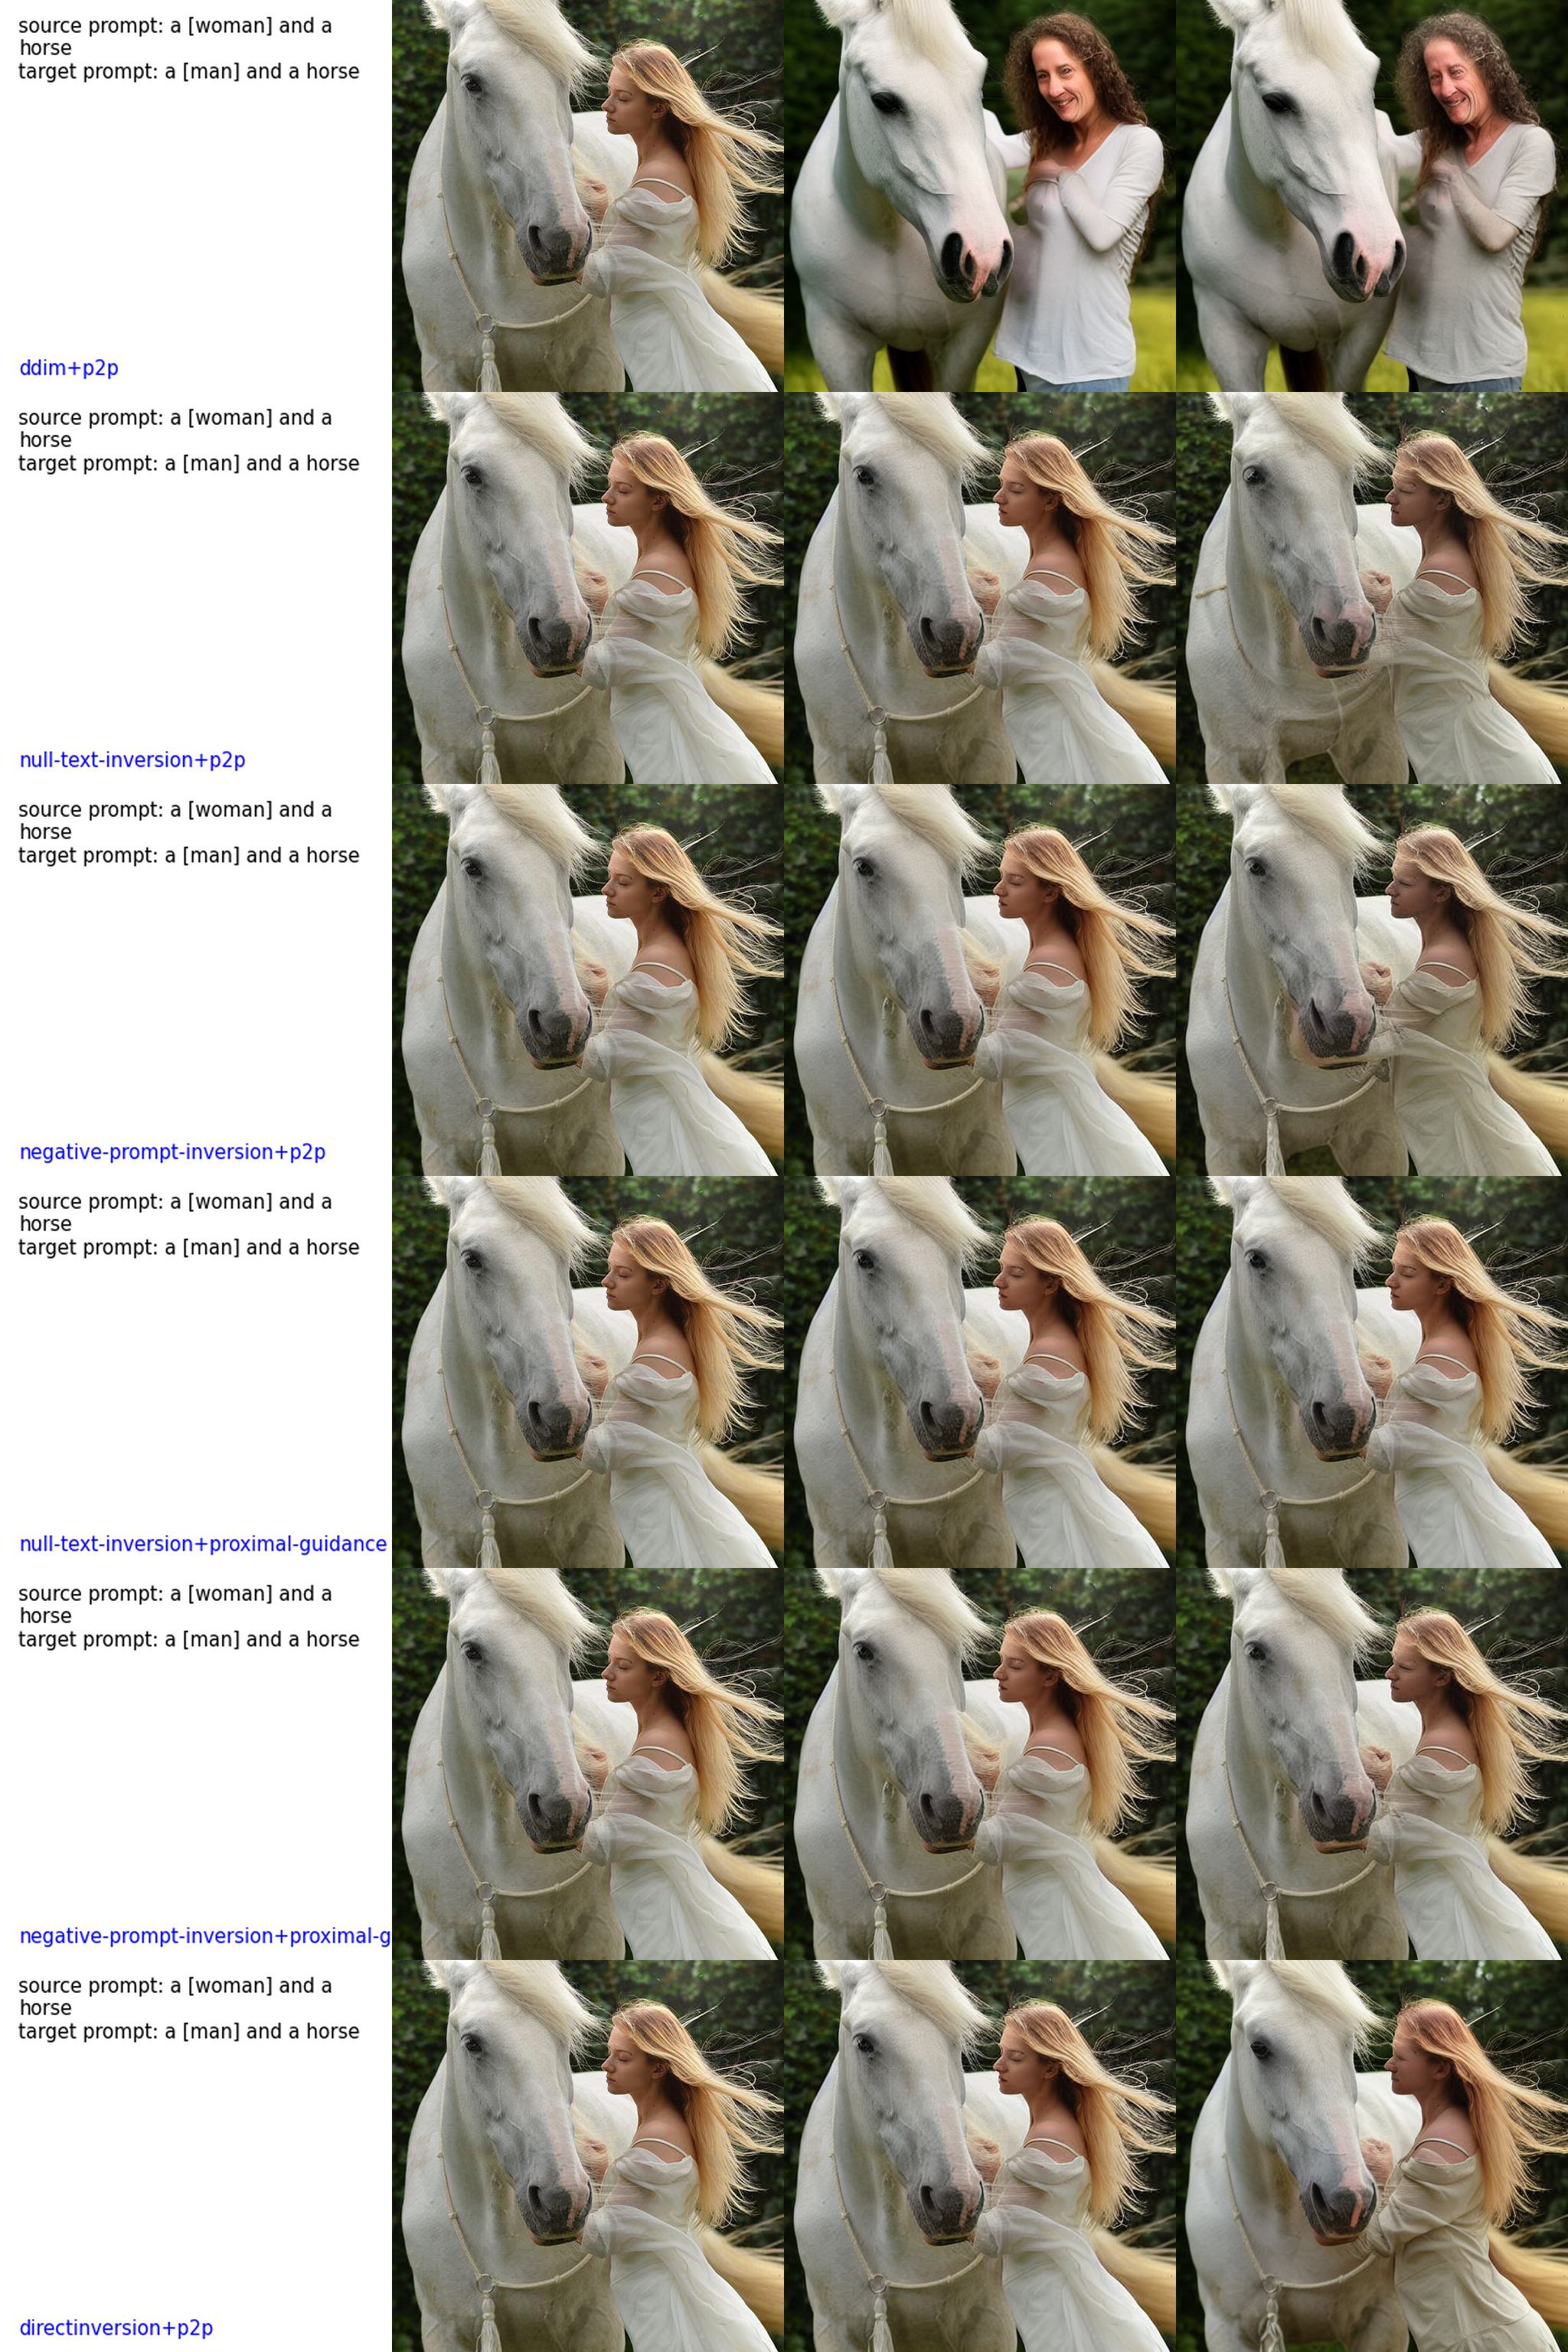 source prompt: a [woman] and a
horse
target prompt: a [man] and a horse
ddim+p2p
source prompt: a [woman] and a
horse
target prompt: a [man] and a horse
null-text-inversion+p2p
source prompt: a [woman] and a
horse
target prompt: a [man] and a horse
negative-prompt-inversion+p2p
source prompt: a [woman] and a
horse
target prompt: a [man] and a horse
null-text-inversion+proximal-guidance
source prompt: a [woman] and a
horse
target prompt: a [man] and a horse
negative-prompt-inversion+proximal-g
source prompt: a [woman] and a
horse
target prompt: a [man] and a horse
directinversion+p2p